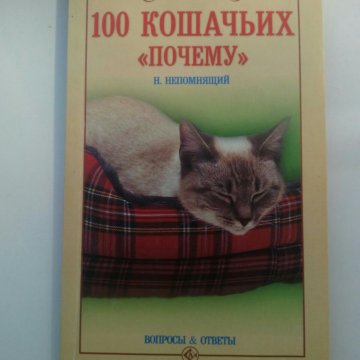 100 КОШАЧЬИХ
«ПОЧЕМУ»
Н. НЕПОМНЯЩИЙ
ВОПРОСЫ & ОТВЕТЫ